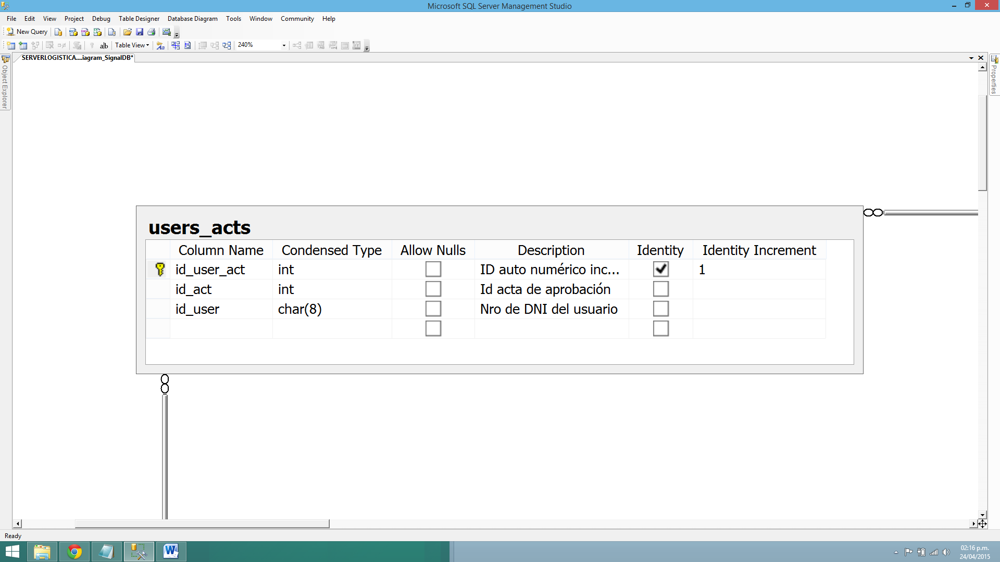 Microsoft SQL Server Management Studio
File Edit View Project Debug Table Designer Database Diagram Tools Window Community Help
New Query
Table View 240%
SERVERLOGISTICA....iagram_SignalDB*
Object Explorer
Properties
users_acts
Column Name Condensed Type Allow Nulls Description Identity Identity Increment
id_user_act int ID auto numérico inc... 1
id_act int Id acta de aprobación
id_user char(8) Nro de DNI del usuario
Ready
02:16 p.m.
24/04/2015